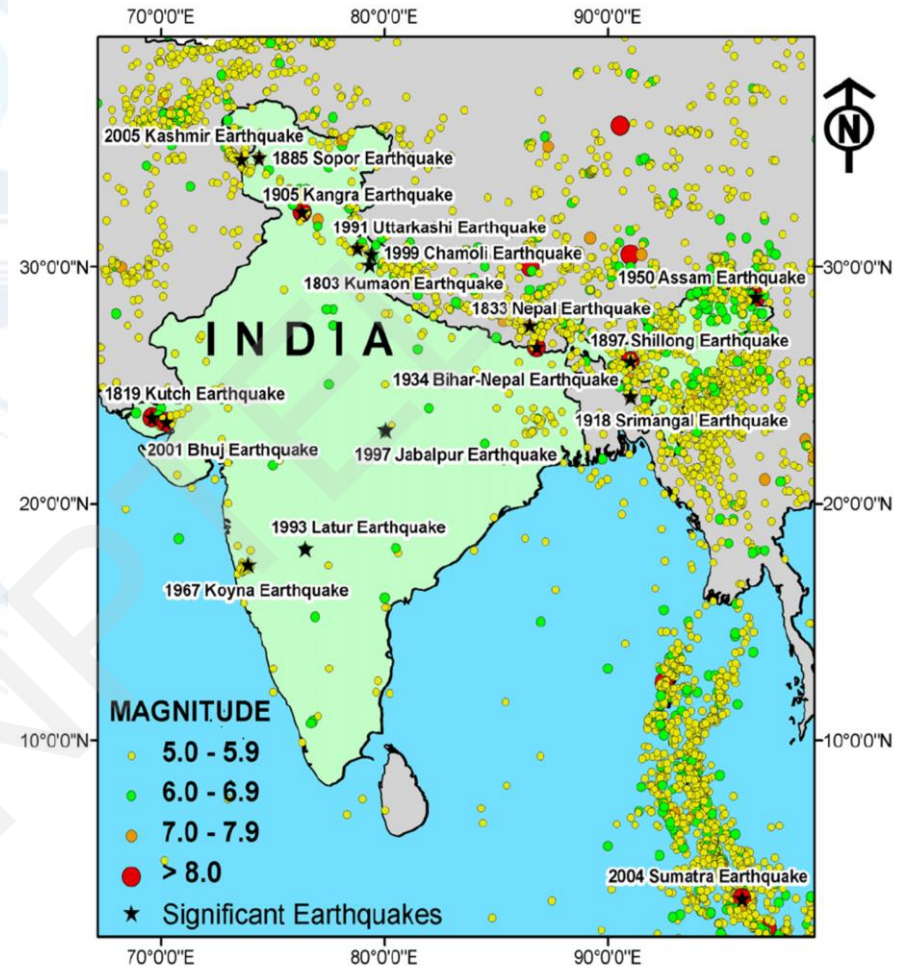 70°0'0"E 80°0'0"E 90°0'0"E
N
2005 Kashmir Earthquake
1885 Sopor Earthquake
1905 Kangra Earthquake
1991 Uttarkashi Earthquake
1999 Chamoli Earthquake
30°0'0"N 30°0'0"N
1950 Assam Earthquake
1803 Kumaon Earthquake
1833 Nepal Earthquake
INDIA
1897 Shillong Earthquake
1934 Bihar-Nepal Earthquake
1819 Kutch Earthquake
1918 Srimangal Earthquake
2001 Bhuj Earthquake
1997 Jabalpur Earthquake
20°0'0"N 20°0'0"N
1993 Latur Earthquake
1967 Koyna Earthquake
MAGNITUDE
10°0'0"N 10°0'0"N
5.0 - 5.9
6.0 - 6.9
7.0 - 7.9
> 8.0
2004 Sumatra Earthquake
Significant Earthquakes
70°0'0"E 80°0'0"E 90°0'0"E
NPTEL